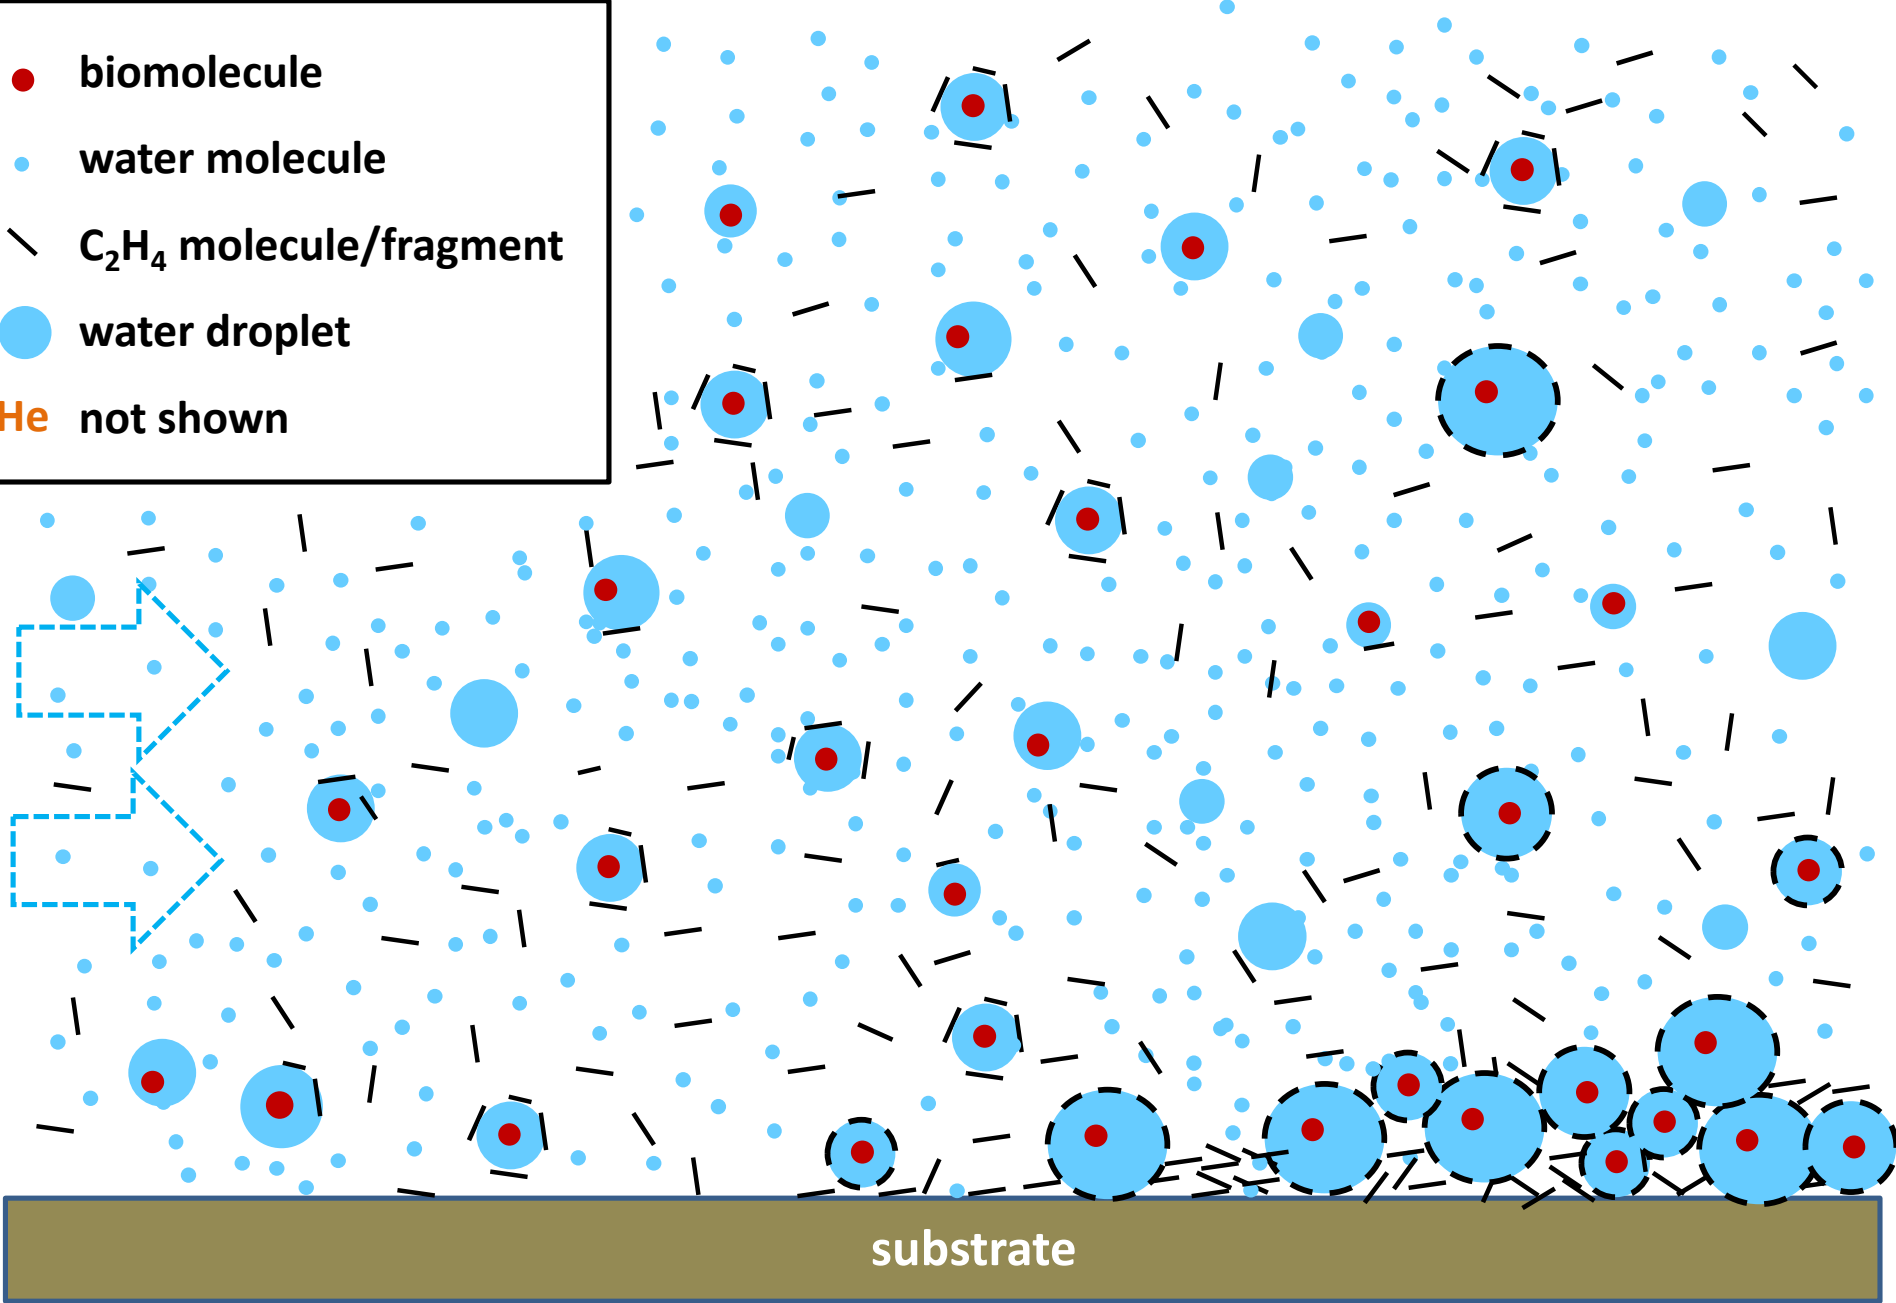 biomolecule
water molecule
C₂H₄ molecule/fragment
water droplet
He not shown
substrate